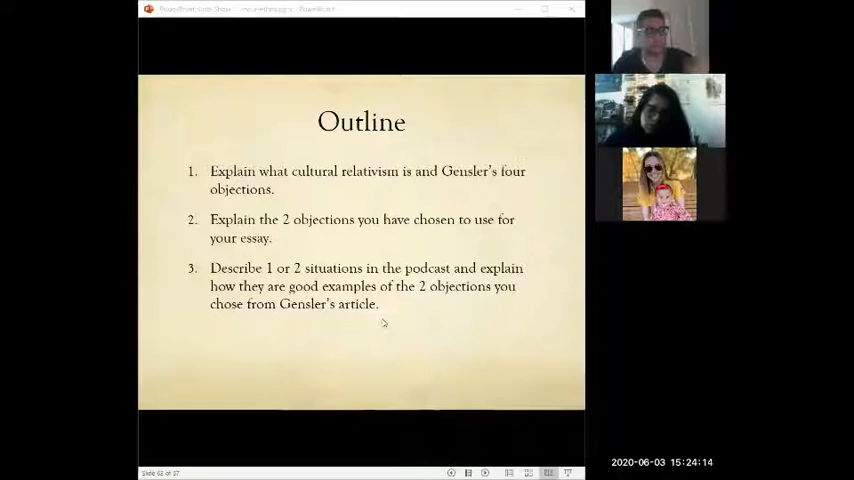 Outline
1. Explain what cultural relativism is and Gensler's four
objections.
2. Explain the 2 objections you have chosen to use for
your essay.
3. Describe 1 or 2 situations in the podcast and explain
how they are good examples of the 2 objections you
chose from Gensler's article.
2020-06-03 15:24:14